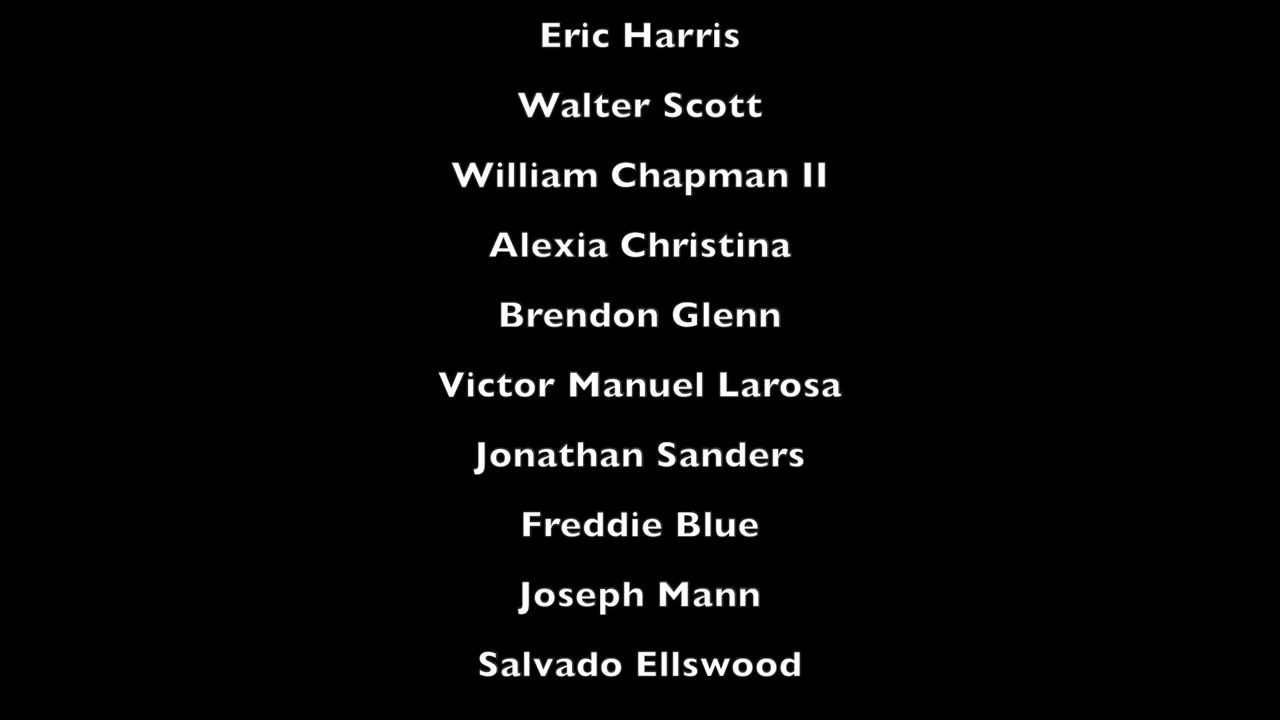 Eric Harris
Walter Scott
William Chapman II
Alexia Christina
Brendon Glenn
Victor Manuel Larosa
Jonathan Sanders
Freddie Blue
Joseph Mann
Salvado Ellswood